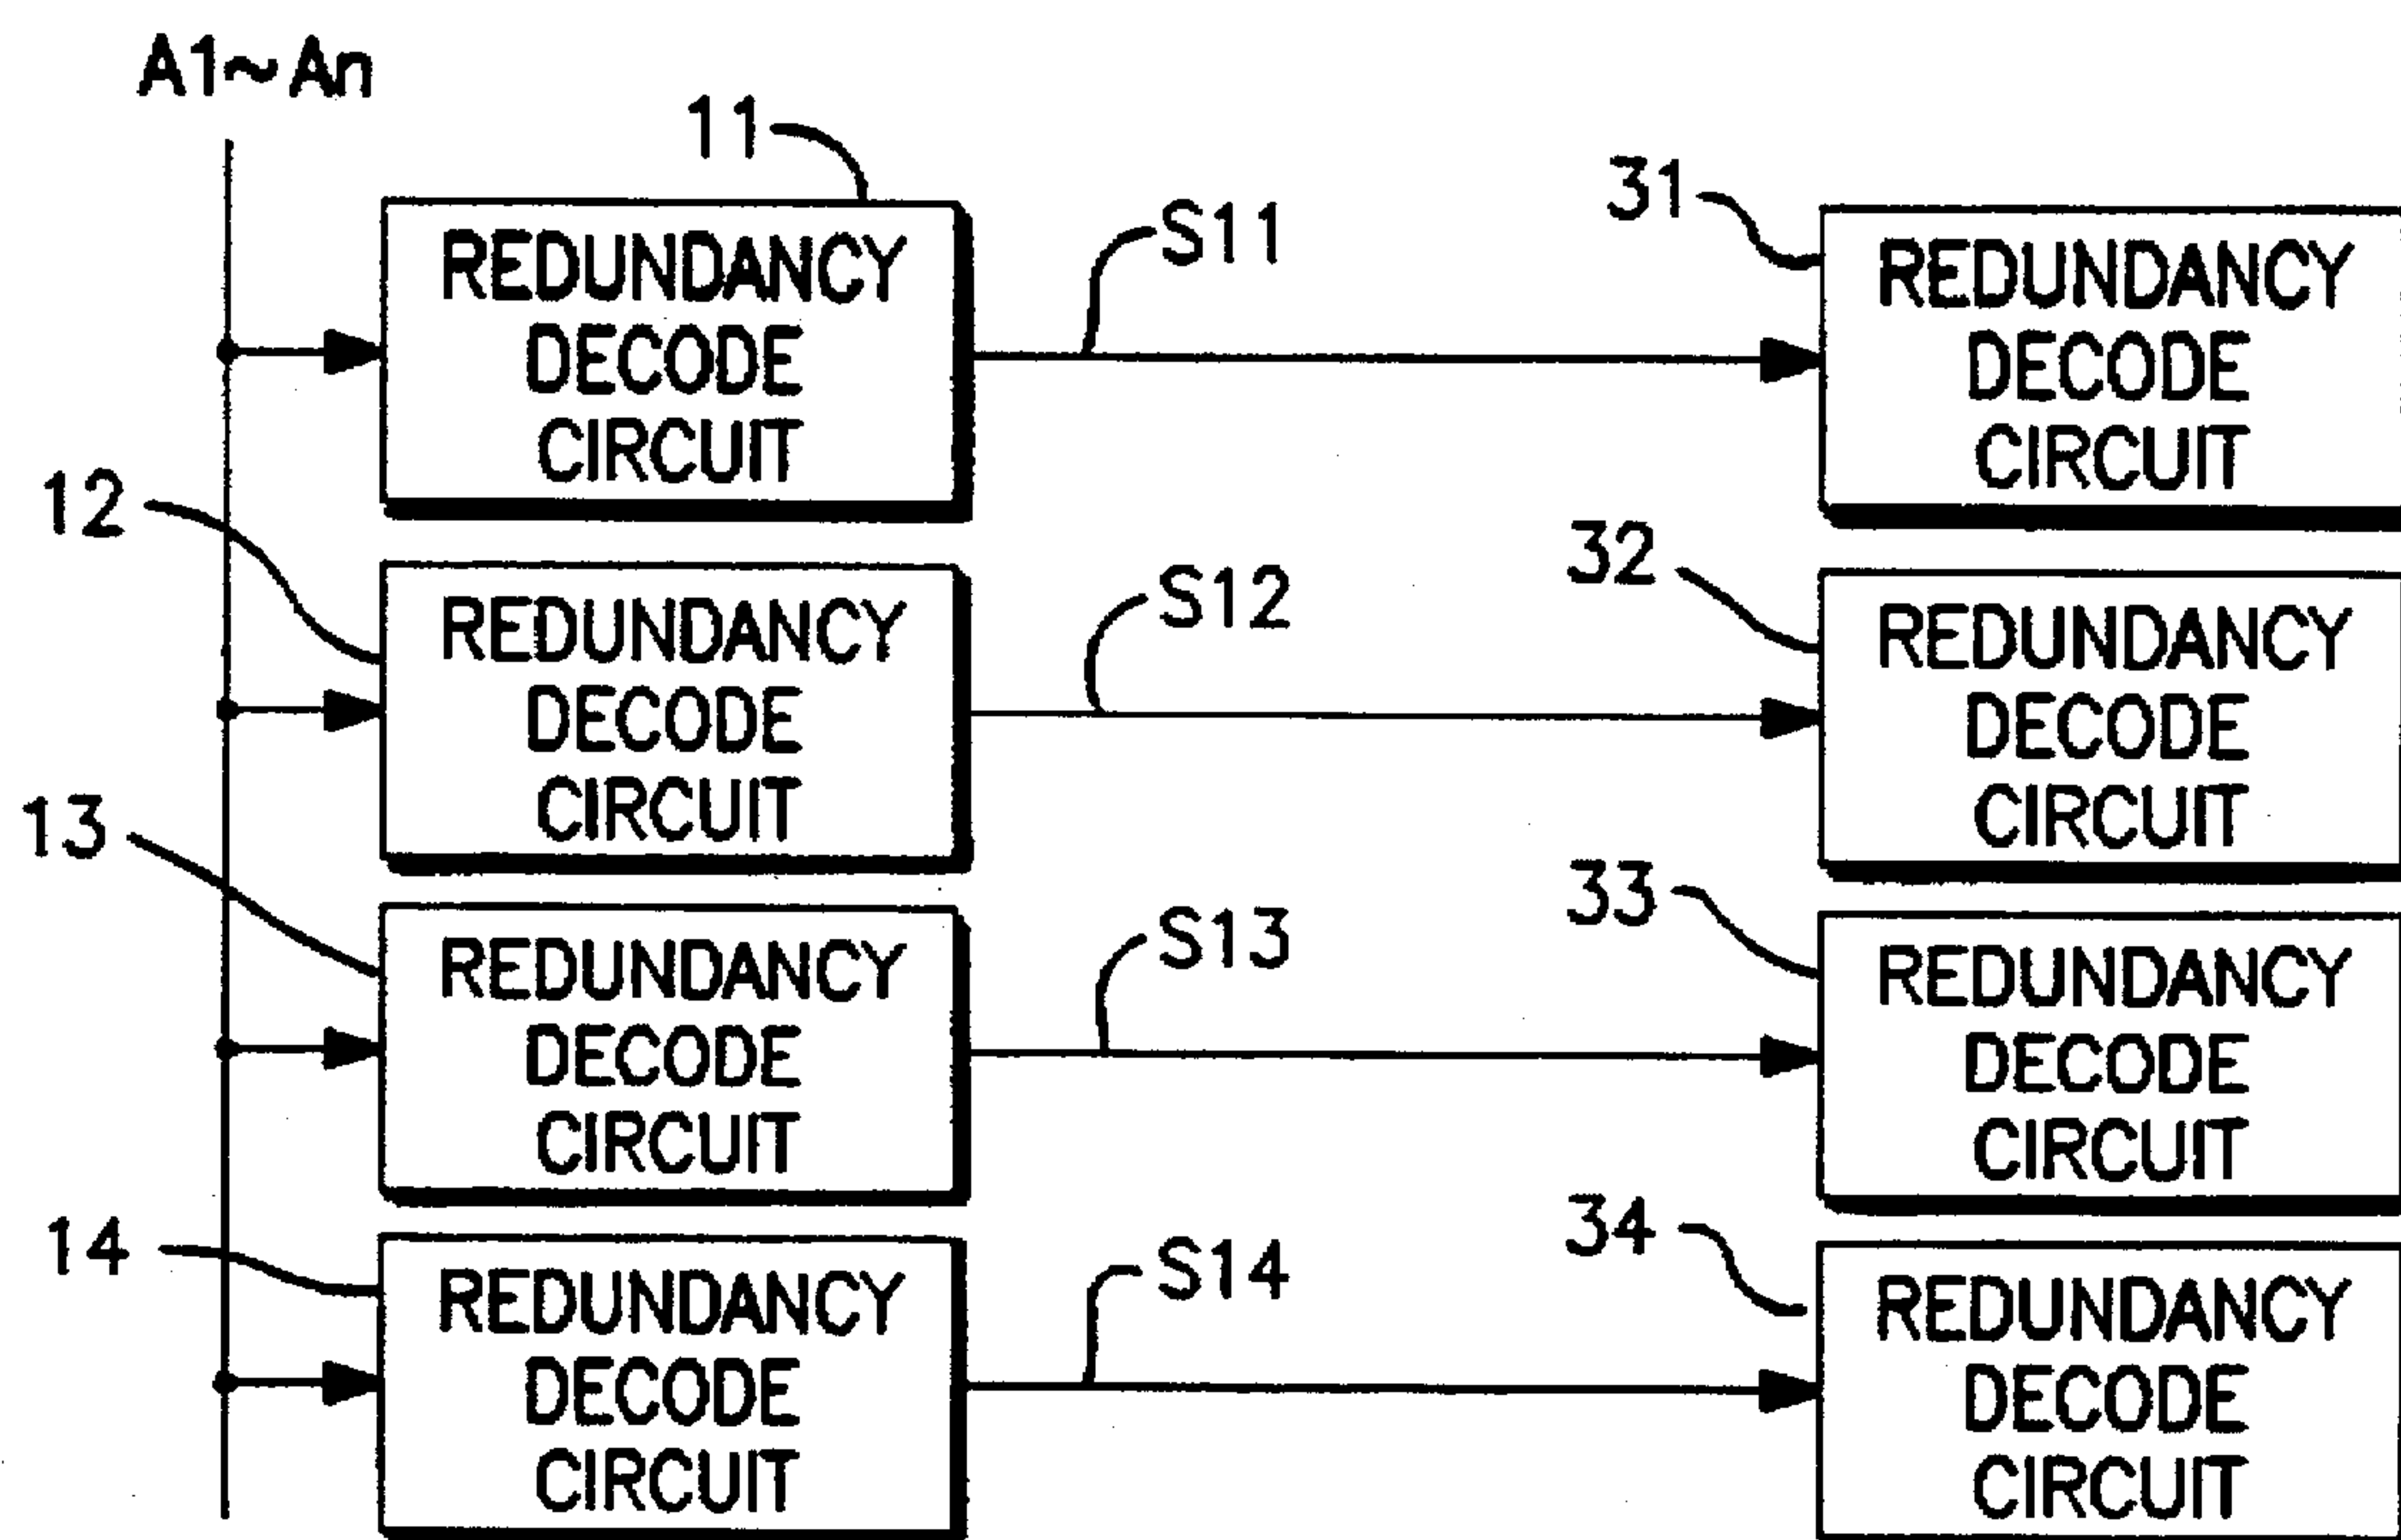 A1~An
11
REDUNDANCY
DECODE
CIRCUIT
S11
31
REDUNDANCY
DECODE
CIRCUIT
12
REDUNDANCY
DECODE
CIRCUIT
S12
32
REDUNDANCY
DECODE
CIRCUIT
13
REDUNDANCY
DECODE
CIRCUIT
S13
33
REDUNDANCY
DECODE
CIRCUIT
14
REDUNDANCY
DECODE
CIRCUIT
S14
34
REDUNDANCY
DECODE
CIRCUIT